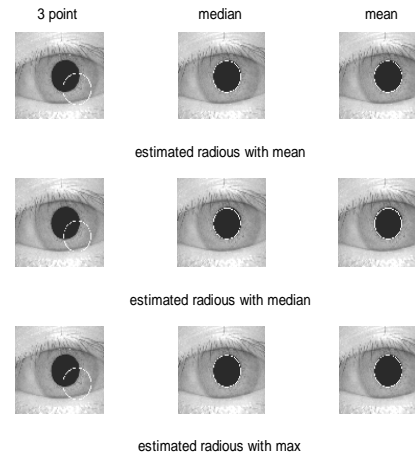 3 point median mean
estimated radious with mean
estimated radious with median
estimated radious with max